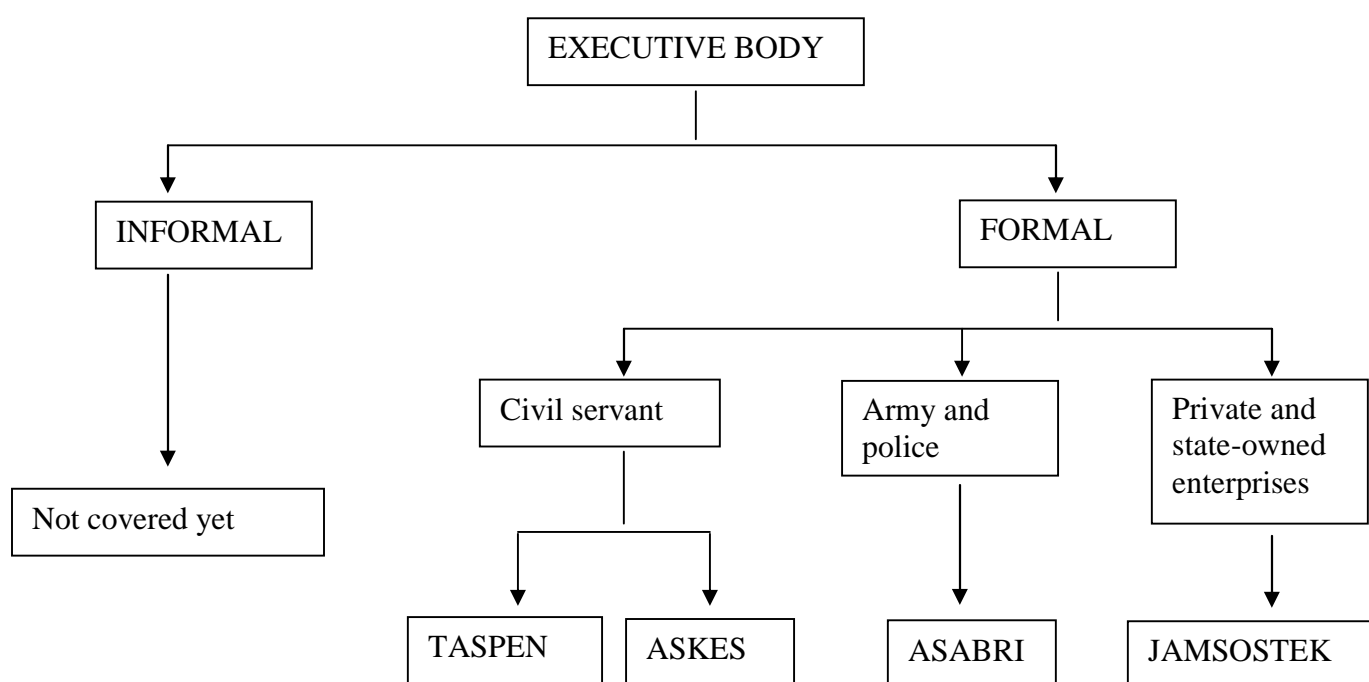 EXECUTIVE BODY
INFORMAL
FORMAL
Civil servant
Army and
police
Private and
state-owned
enterprises
Not covered yet
TASPEN
ASKES
ASABRI
JAMSOSTEK